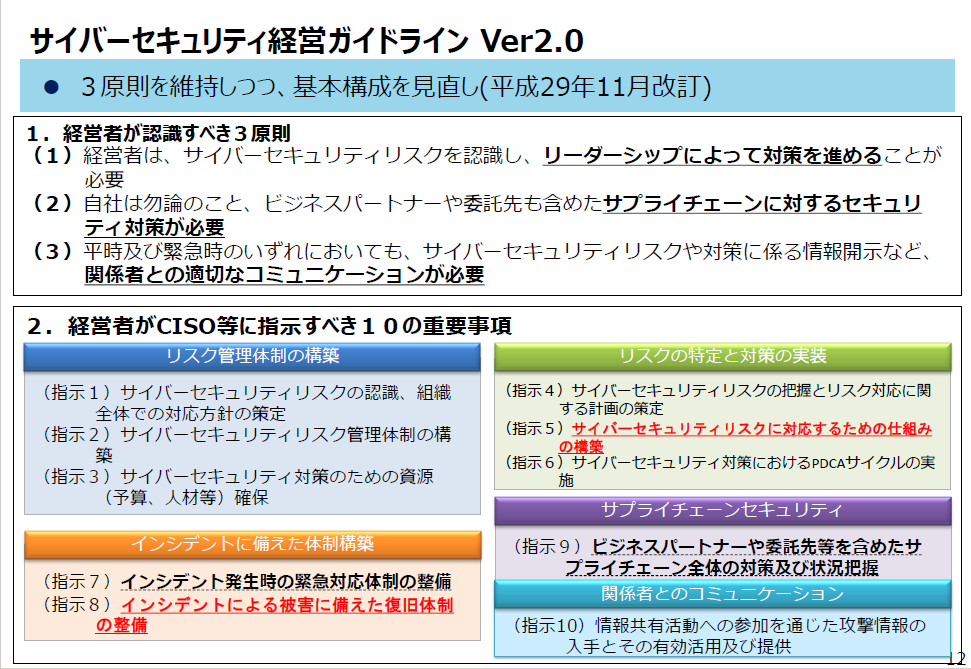 サイバーセキュリティ経営ガイドライン Ver2.0
● ３原則を維持しつつ、基本構成を見直し(平成29年11月改訂)
１．経営者が認識すべき３原則
（１）経営者は、サイバーセキュリティリスクを認識し、リーダーシップによって対策を進めることが
必要
（２）自社は勿論のこと、ビジネスパートナーや委託先も含めたサプライチェーンに対するセキュリ
ティ対策が必要
（３）平時及び緊急時のいずれにおいても、サイバーセキュリティリスクや対策に係る情報開示など、
関係者との適切なコミュニケーションが必要
２．経営者がCISO等に指示すべき１０の重要事項
リスク管理体制の構築
（指示１）サイバーセキュリティリスクの認識、組織
全体での対応方針の策定
（指示２）サイバーセキュリティリスク管理体制の構
築
（指示３）サイバーセキュリティ対策のための資源
（予算、人材等）確保
リスクの特定と対策の実装
（指示４）サイバーセキュリティリスクの把握とリスク対応に関
する計画の策定
（指示５）サイバーセキュリティリスクに対応するための仕組み
の構築
（指示６）サイバーセキュリティ対策におけるPDCAサイクルの実
施
インシデントに備えた体制構築
（指示７）インシデント発生時の緊急対応体制の整備
（指示８）インシデントによる被害に備えた復旧体制
の整備
サプライチェーンセキュリティ
（指示９）ビジネスパートナーや委託先等を含めたサ
プライチェーン全体の対策及び状況把握
関係者とのコミュニケーション
（指示10）情報共有活動への参加を通じた攻撃情報の
入手とその有効活用及び提供
12